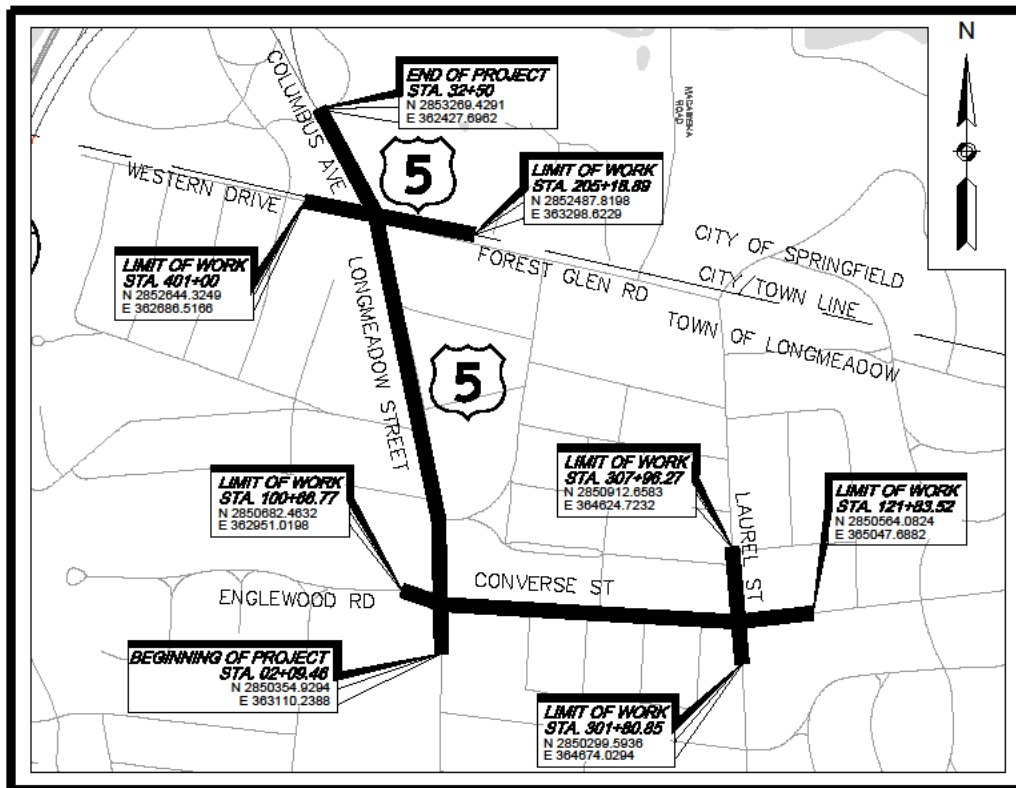 N
COLUMBUS AVE
END OF PROJECT
STA. 32+50
N 2853269.4291
E 362427.6962
MAGAWISKA
ROAD
5
WESTERN DRIVE
LIMIT OF WORK
STA. 205+18.89
N 2852487.8198
E 363298.6229
LIMIT OF WORK
STA. 401+00
N 2852644.3249
E 362686.5166
FOREST GLEN RD
CITY OF SPRINGFIELD
CITY/TOWN LINE
TOWN OF LONGMEADOW
LONGMEADOW STREET
5
LIMIT OF WORK
STA. 100+66.77
N 2850682.4632
E 362951.0198
LIMIT OF WORK
STA. 307+96.27
N 2850912.6583
E 364624.7232
LAUREL ST
LIMIT OF WORK
STA. 121+83.52
N 2850564.0824
E 365047.6882
ENGLEWOOD RD
CONVERSE ST
BEGINNING OF PROJECT
STA. 02+09.46
N 2850354.9294
E 363110.2388
LIMIT OF WORK
STA. 301+80.85
N 2850299.5936
E 364674.0294